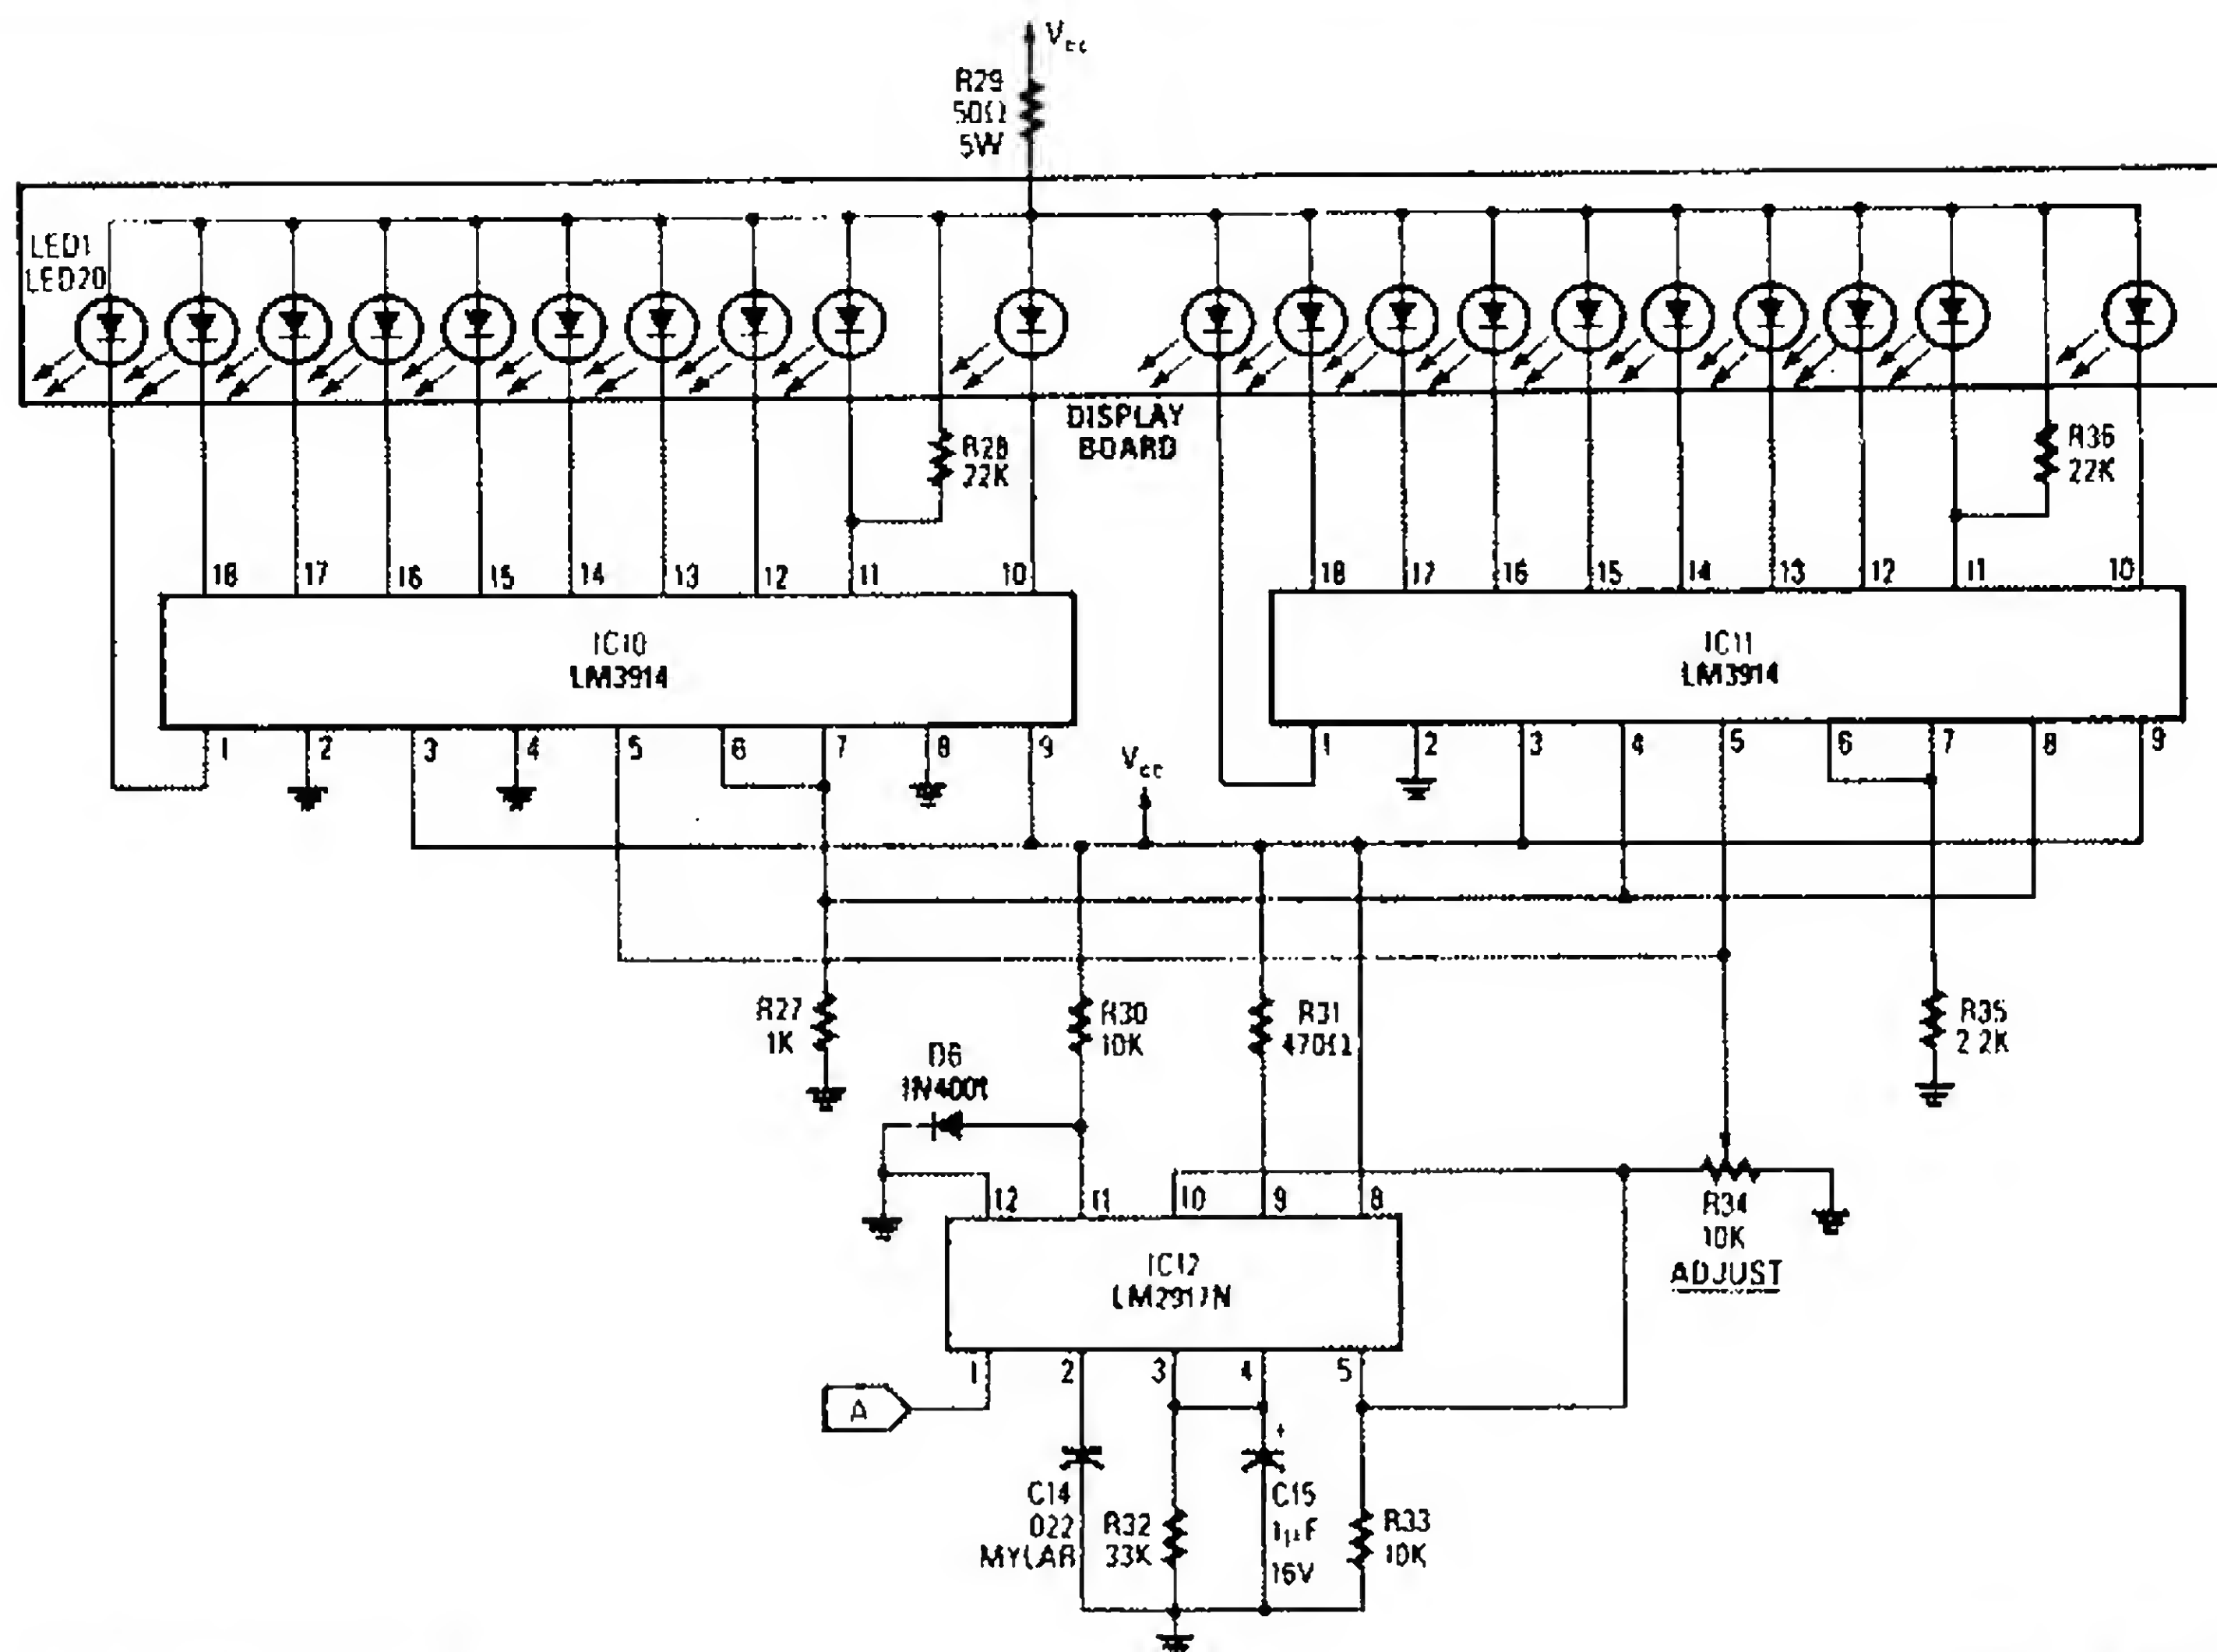 Vcc
R29
50Ω
5W
LED1
LED20
R28
22K
DISPLAY
BOARD
R36
22K
18 17 16 15 14 13 12 11 10
18 17 16 15 14 13 12 11 10
IC10
LM3914
IC11
LM3914
1 2 3 4 5 6 7 8 9
1 2 3 4 5 6 7 8 9
Vcc
R27
1K
R30
10K
R31
470Ω
R35
2.2K
D6
1N4001
12 11 10 9 8
R34
10K
ADJUST
IC12
LM2917N
1 2 3 4 5
A
+
C14
.022
MYLAR
R32
33K
C15
1µF
16V
R33
10K